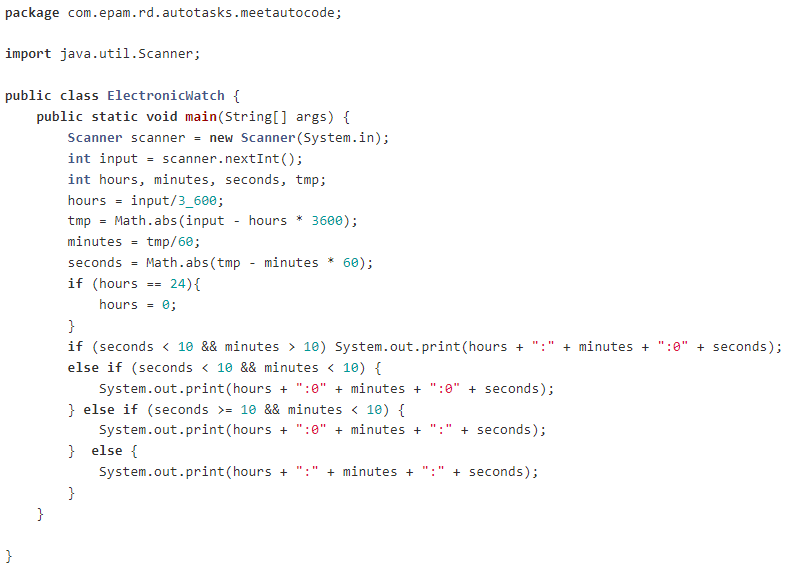 package com.epam.rd.autotasks.meetautocode;

import java.util.Scanner;

public class ElectronicWatch {
    public static void main(String[] args) {
        Scanner scanner = new Scanner(System.in);
        int input = scanner.nextInt();
        int hours, minutes, seconds, tmp;
        hours = input/3_600;
        tmp = Math.abs(input - hours * 3600);
        minutes = tmp/60;
        seconds = Math.abs(tmp - minutes * 60);
        if (hours == 24){
            hours = 0;
        }
        if (seconds < 10 && minutes > 10) System.out.print(hours + ":" + minutes + ":0" + seconds);
        else if (seconds < 10 && minutes < 10) {
            System.out.print(hours + ":0" + minutes + ":0" + seconds);
        } else if (seconds >= 10 && minutes < 10) {
            System.out.print(hours + ":0" + minutes + ":" + seconds);
        }  else {
            System.out.print(hours + ":" + minutes + ":" + seconds);
        }
    }

}